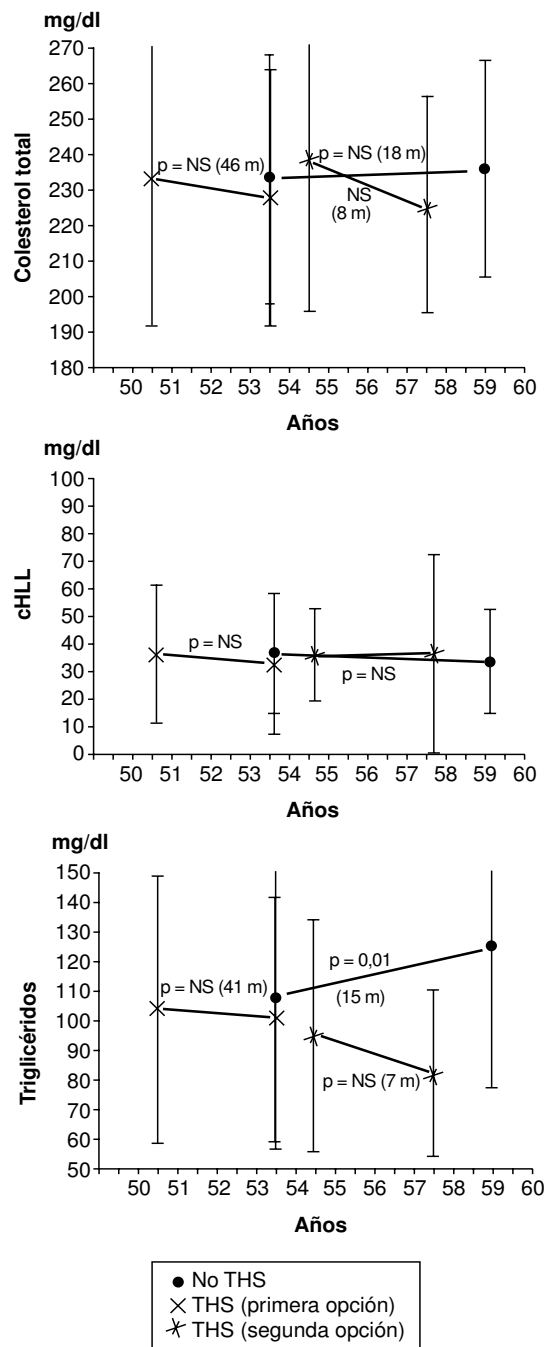 mg/dl
270
260
250
240
230
220
210
200
190
180
Colesterol total
p = NS (46 m)
p = NS (18 m)
NS
(8 m)
50 51 52 53 54 55 56 57 58 59 60
Años
mg/dl
100
90
80
70
60
50
40
30
20
10
0
cHLL
p = NS
p = NS
50 51 52 53 54 55 56 57 58 59 60
Años
mg/dl
150
140
130
120
110
100
90
80
70
60
50
Triglicéridos
p = NS (41 m)
p = 0,01
(15 m)
p = NS (7 m)
50 51 52 53 54 55 56 57 58 59 60
Años
No THS
THS (primera opción)
THS (segunda opción)